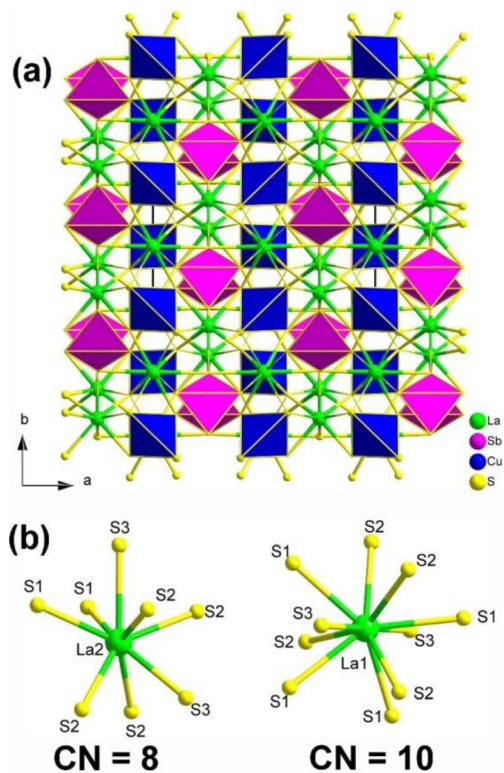 (a)
b
a
La
Sb
Cu
S
(b)
S3
S1
S1
S2
S2
La2
S2
S2
S3
CN = 8
S2
S1
S2
S3
S1
S2
S3
La1
S1
S2
S1
CN = 10